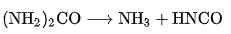 (NH₂)₂CO ⟶ NH₃ + HNCO